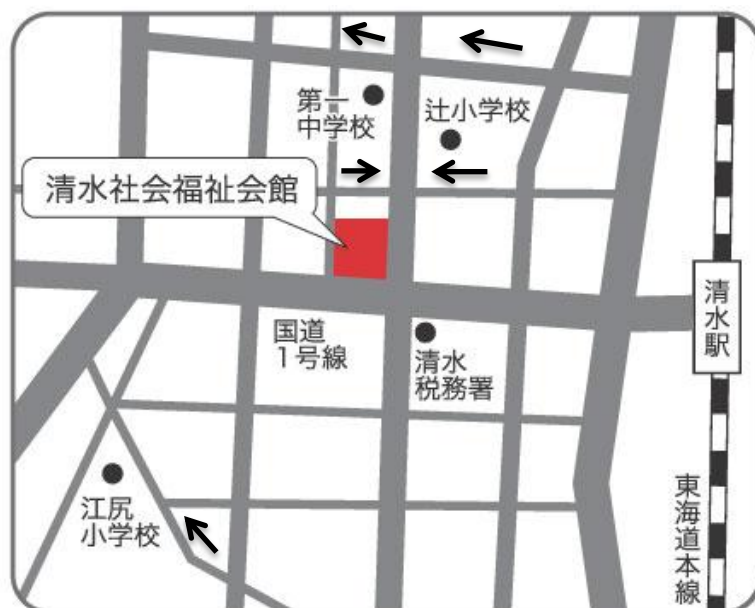 第一
中学校
辻小学校
清水社会福祉会館
清水駅
国道
1号線
清水
税務署
江尻
小学校
東海道本線